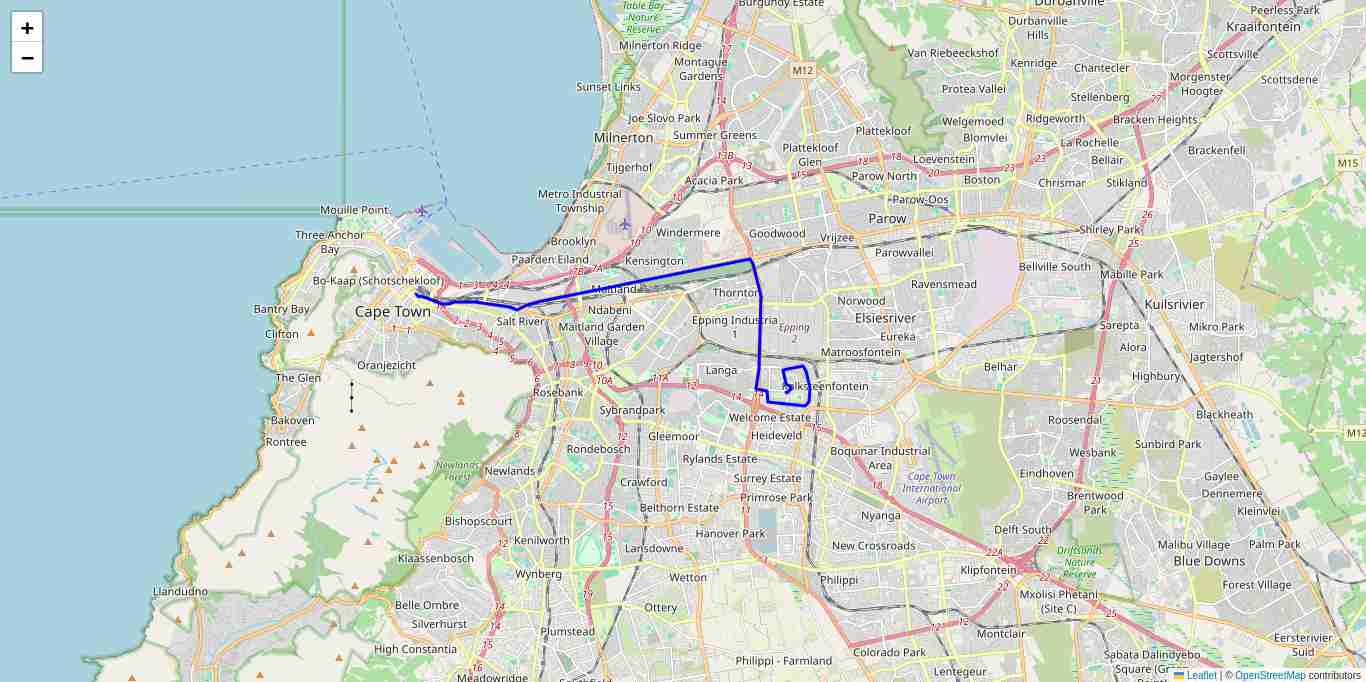 +
−
Table Bay
Nature
Reserve
Burgundy Estate
Durbanville
Peerless Park
Kraaifontein
Durbanville
Hills
Milnerton Ridge
Van Riebeeckshof
Scottsville
Montague
Gardens
M12
Kenridge
Chantecler
Morgenster
Hoogte
Scottsdene
Sunset Links
Protea Vallei
Stellenberg
Joe Slovo Park
Welgemoed
Ridgeworth
Bracken Heights
Milnerton
Summer Greens
Plattekloof
Blomvlei
La Rochelle
Plattekloof
Glen
Brackenfell
Tijgerhof
Loevenstein
Bellair
M15
Acacia Park
Parow North
Boston
Chrismar
Stikland
Metro Industrial
Township
Parow-Oos
Mouille Point
Parow
Three Anchor
Bay
Brooklyn
Windermere
Goodwood
Vrijzee
Shirley Park
Paarden Eiland
Kensington
Parowvallei
Bellville South
Mabille Park
Bo-Kaap (Schotschekloof)
Maitland
Thornton
Ravensmead
Kuilsrivier
Bantry Bay
Cape Town
Salt River
Ndabeni
Norwood
Elsiesriver
Sarepta
Mikro Park
Clifton
Maitland Garden
Village
Epping Industria
1
Epping
2
Eureka
Alora
Oranjezicht
Matroosfontein
Jagtershof
The Glen
Langa
Belhar
Highbury
Rosebank
Kalksteenfontein
Bakoven
Sybrandpark
Welcome Estate
Roosendal
Blackheath
Rontree
Gleemoor
Heideveld
M12
Rondebosch
Boquinar Industrial
Area
Wesbank
Sunbird Park
Newlands
Forest
Newlands
Rylands Estate
Crawford
Surrey Estate
Cape Town
International
Airport
Eindhoven
Gaylee
Primrose Park
Brentwood
Park
Dennemere
Belthorn Estate
Nyanga
Kleinvlei
Bishopscourt
Kenilworth
Hanover Park
Delft South
Klaassenbosch
Lansdowne
New Crossroads
Driftsands
Nature
Reserve
Malibu Village
Palm Park
Blue Downs
Wynberg
Wetton
Philippi
Klipfontein
Forest Village
Llandudno
Mxolisi Phetani
(Site C)
Belle Ombre
Ottery
Silverhurst
Plumstead
Montclair
Eersterivier
Suid
High Constantia
Philippi - Farmland
Colorado Park
Sabata Dalindyebo
Square (Gr
Meadowridge
Southfield
Lentegeur
Leaflet | © OpenStreetMap contributors